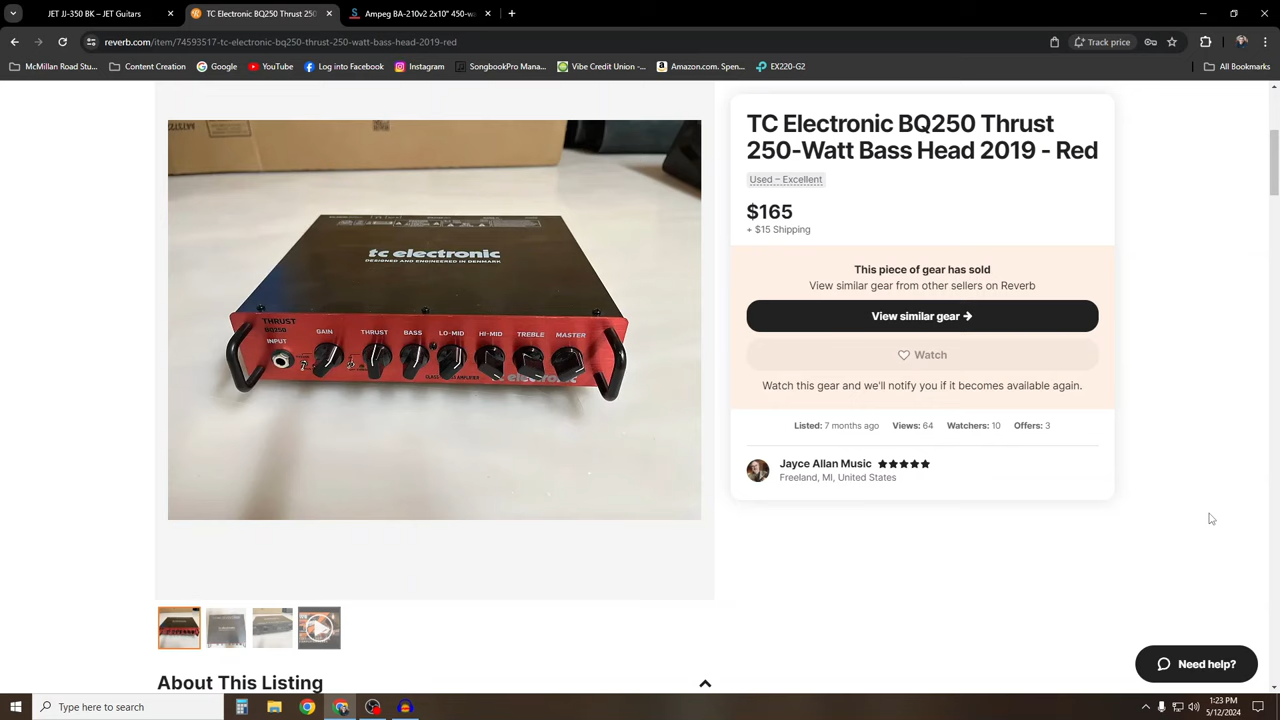 JET JJ-350 BK – JET Guitars
TC Electronic BQ250 Thrust 250
Ampeg BA-210v2 2x10" 450-w
reverb.com/item/74593517-tc-electronic-bq250-thrust-250-watt-bass-head-2019-red
Track price
McMillan Road Stu...
Content Creation
Google
YouTube
Log into Facebook
Instagram
SongbookPro Mana...
Vibe Credit Union -...
Amazon.com. Spen...
EX220-G2
All Bookmarks
tc electronic
DESIGNED AND ENGINEERED IN DENMARK
THRUST
BQ250
INPUT
GAIN
THRUST
BASS
LO-MID
HI-MID
TREBLE
MASTER
tc electronic
TC Electronic BQ250 Thrust
250-Watt Bass Head 2019 - Red
Used – Excellent
$165
+ $15 Shipping
This piece of gear has sold
View similar gear from other sellers on Reverb
View similar gear →
Watch
Watch this gear and we'll notify you if it becomes available again.
Listed: 7 months ago Views: 64 Watchers: 10 Offers: 3
Jayce Allan Music ★★★★★
Freeland, MI, United States
About This Listing
Need help?
Type here to search
1:23 PM
5/12/2024